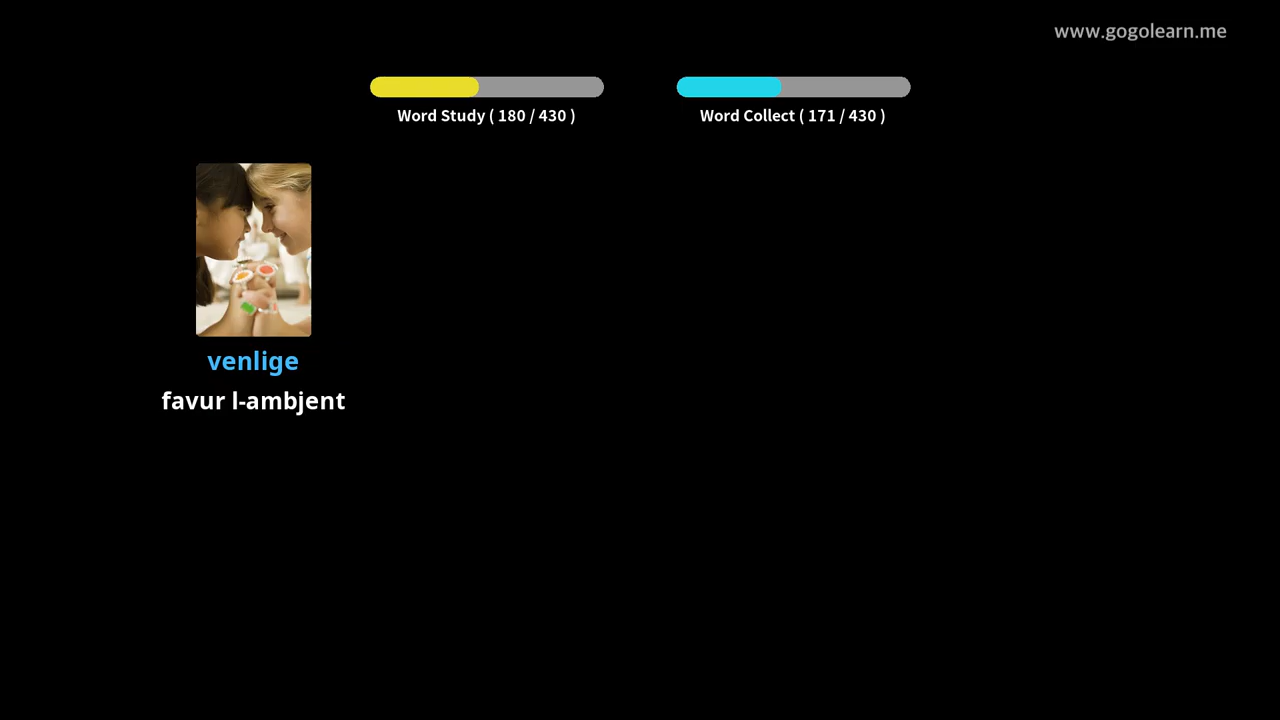 www.gogolearn.me
Word Study ( 180 / 430 )
Word Collect ( 171 / 430 )
venlige
favur l-ambjent